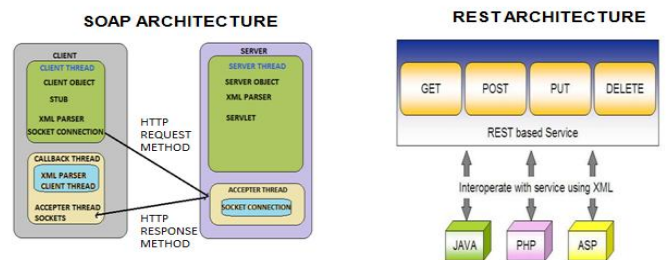 SOAP ARCHITECTURE
CLIENT
CLIENT THREAD
CLIENT OBJECT
STUB
XML PARSER
SOCKET CONNECTION
CALLBACK THREAD
XML PARSER
CLIENT THREAD
ACCEPTER THREAD
SOCKETS
HTTP
REQUEST
METHOD
HTTP
RESPONSE
METHOD
SERVER
SERVER THREAD
SERVER OBJECT
XML PARSER
SERVLET
ACCEPTER THREAD
SOCKET CONNECTION
REST ARCHITECTURE
GET POST PUT DELETE
REST based Service
Interoperate with service using XML
JAVA PHP ASP